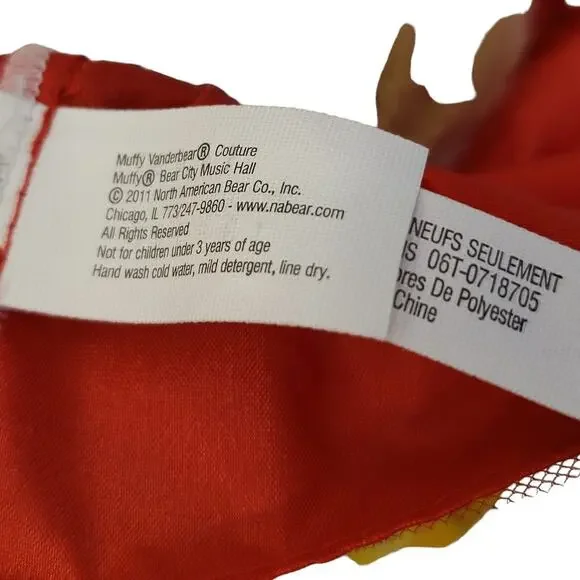 Muffy Vanderbear® Couture
Muffy® Bear City Music Hall
© 2011 North American Bear Co., Inc.
Chicago, IL 773/247-9860 - www.nabear.com
All Rights Reserved
Not for children under 3 years of age
Hand wash cold water, mild detergent, line dry.
NEUFS SEULEMENT
06T-0718705
De Polyester
Chine